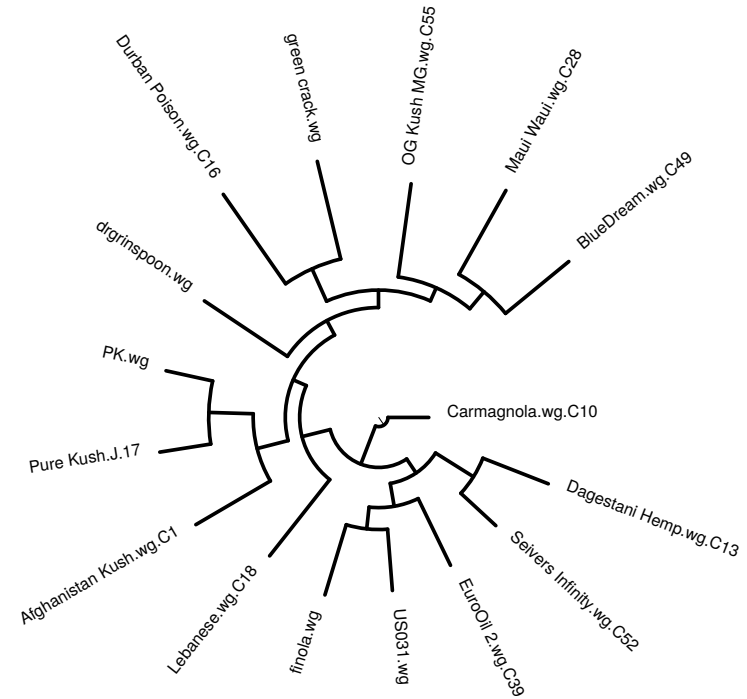 OG Kush MG.wg.C55
green crack.wg
Durban Poison.wg.C16
Maui Waui.wg.C28
BlueDream.wg.C49
drgrinspoon.wg
PK.wg
Carmagnola.wg.C10
Pure Kush.J.17
Dagestani Hemp.wg.C13
Afghanistan Kush.wg.C1
Seivers Infinity.wg.C52
Lebanese.wg.C18
finola.wg
US031.wg
EuroOil 2.wg.C39